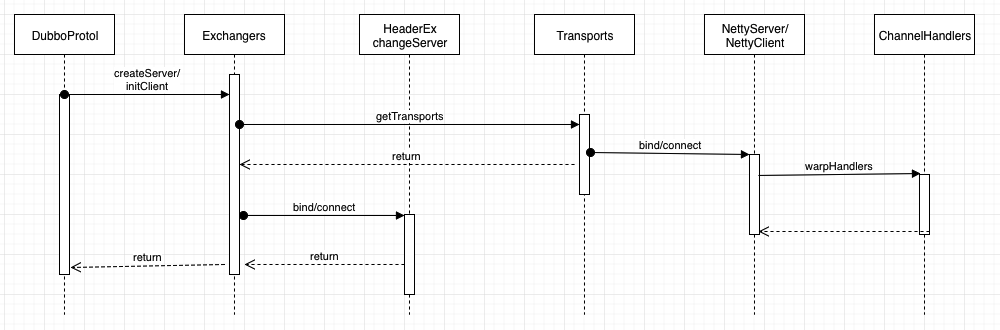 DubboProtol
Exchangers
HeaderEx
changeServer
Transports
NettyServer/
NettyClient
ChannelHandlers
createServer/
initClient
getTransports
bind/connect
return
warpHandlers
bind/connect
return
return